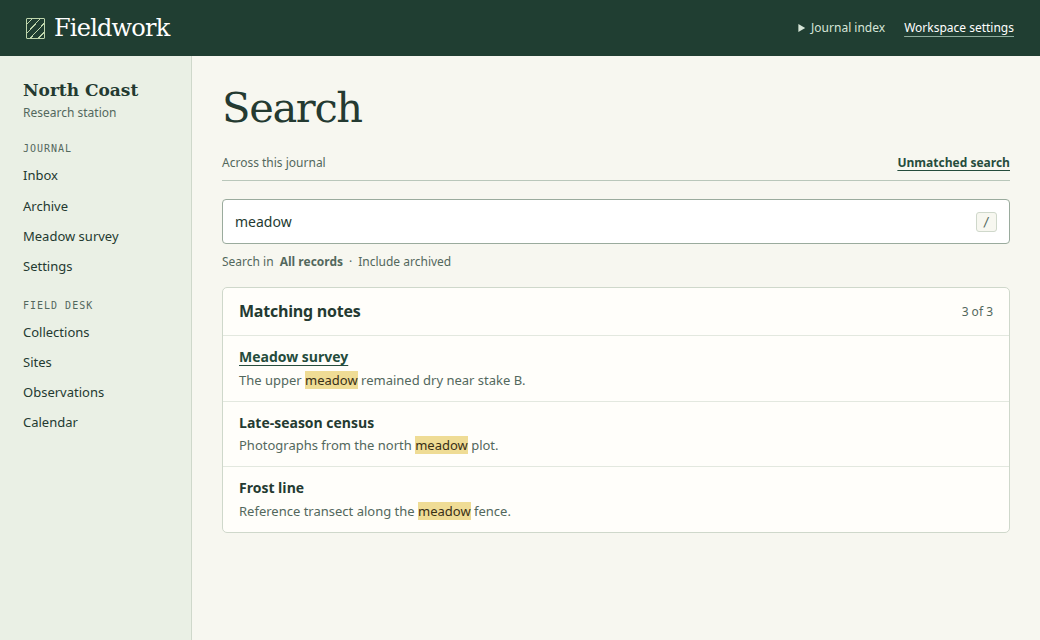 Fieldwork
Journal index
Workspace settings
North Coast
Research station
JOURNAL
Inbox
Archive
Meadow survey
Settings
FIELD DESK
Collections
Sites
Observations
Calendar
Search
Across this journal
Unmatched search
meadow
/
Search in All records · Include archived
Matching notes
3 of 3
Meadow survey
The upper meadow remained dry near stake B.
Late-season census
Photographs from the north meadow plot.
Frost line
Reference transect along the meadow fence.